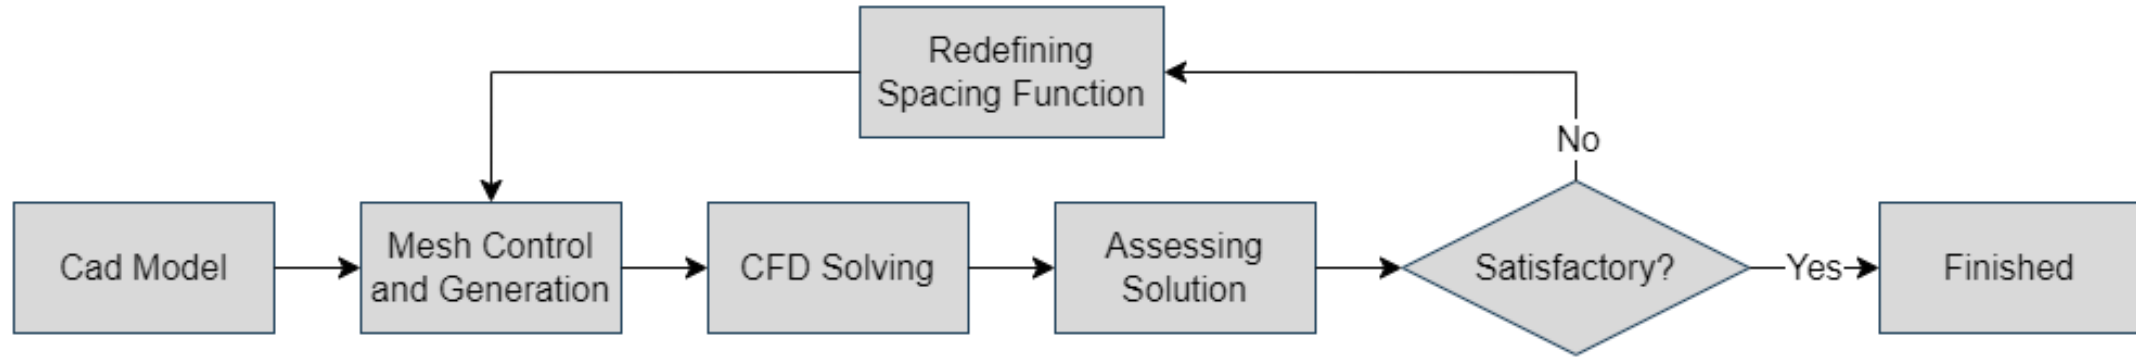 Redefining
Spacing Function
No
Cad Model
Mesh Control
and Generation
CFD Solving
Assessing
Solution
Satisfactory?
Yes
Finished